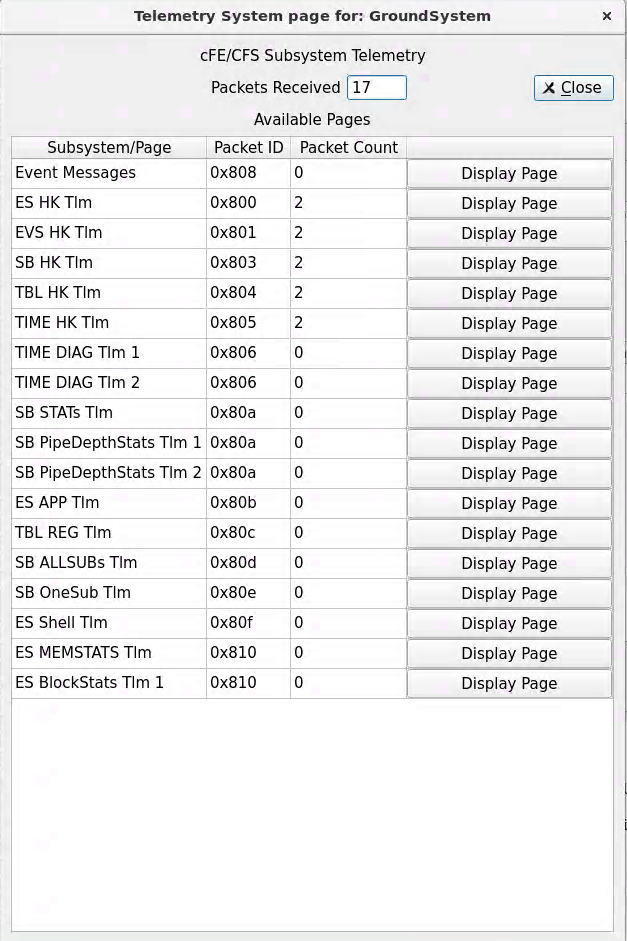 Telemetry System page for: GroundSystem ×
cFE/CFS Subsystem Telemetry
Packets Received 17 Close
Available Pages
Subsystem/Page Packet ID Packet Count
Event Messages 0x808 0 Display Page
ES HK Tlm 0x800 2 Display Page
EVS HK Tlm 0x801 2 Display Page
SB HK Tlm 0x803 2 Display Page
TBL HK Tlm 0x804 2 Display Page
TIME HK Tlm 0x805 2 Display Page
TIME DIAG Tlm 1 0x806 0 Display Page
TIME DIAG Tlm 2 0x806 0 Display Page
SB STATs Tlm 0x80a 0 Display Page
SB PipeDepthStats Tlm 1 0x80a 0 Display Page
SB PipeDepthStats Tlm 2 0x80a 0 Display Page
ES APP Tlm 0x80b 0 Display Page
TBL REG Tlm 0x80c 0 Display Page
SB ALLSUBs Tlm 0x80d 0 Display Page
SB OneSub Tlm 0x80e 0 Display Page
ES Shell Tlm 0x80f 0 Display Page
ES MEMSTATS Tlm 0x810 0 Display Page
ES BlockStats Tlm 1 0x810 0 Display Page